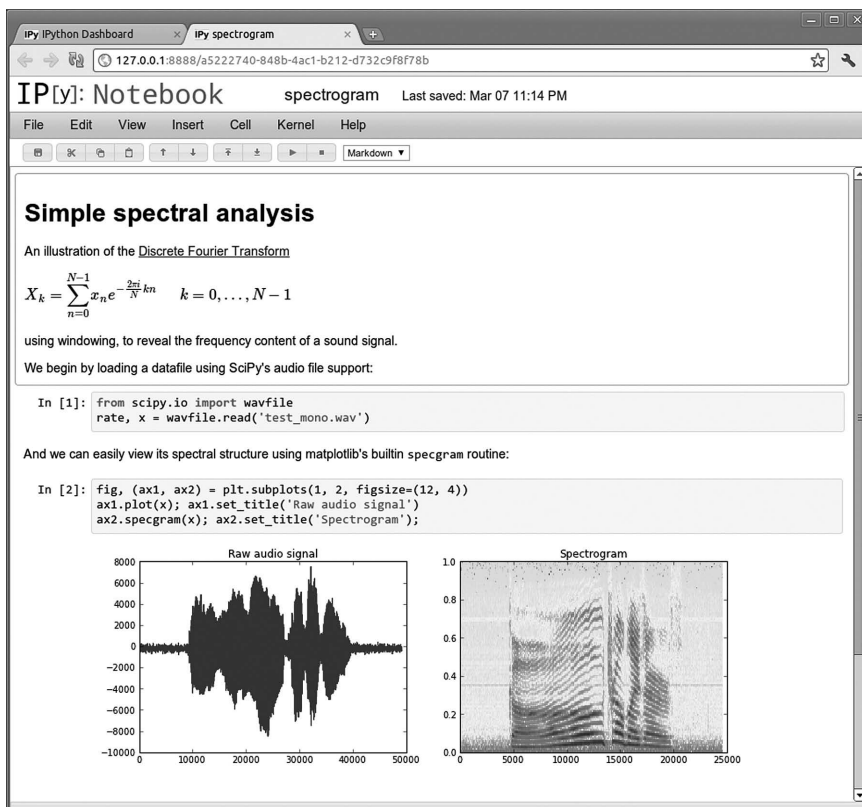 IPy IPython Dashboard
IPy spectrogram
127.0.0.1:8888/a5222740-848b-4ac1-b212-d732c9f8f78b
IP[y]: Notebook spectrogram Last saved: Mar 07 11:14 PM
File Edit View Insert Cell Kernel Help
Markdown
Simple spectral analysis
An illustration of the Discrete Fourier Transform
X_k = \sum_{n=0}^{N-1} x_n e^{-\frac{2\pi i}{N} kn} k = 0, . . . , N − 1
using windowing, to reveal the frequency content of a sound signal.
We begin by loading a datafile using SciPy's audio file support:
In [1]: from scipy.io import wavfile
rate, x = wavfile.read('test_mono.wav')
And we can easily view its spectral structure using matplotlib's builtin specgram routine:
In [2]: fig, (ax1, ax2) = plt.subplots(1, 2, figsize=(12, 4))
ax1.plot(x); ax1.set_title('Raw audio signal')
ax2.specgram(x); ax2.set_title('Spectrogram');
Raw audio signal
8000
6000
4000
2000
0
−2000
−4000
−6000
−8000
−10000
0 10000 20000 30000 40000 50000
Spectrogram
1.0
0.8
0.6
0.4
0.2
0.0
0 5000 10000 15000 20000 25000